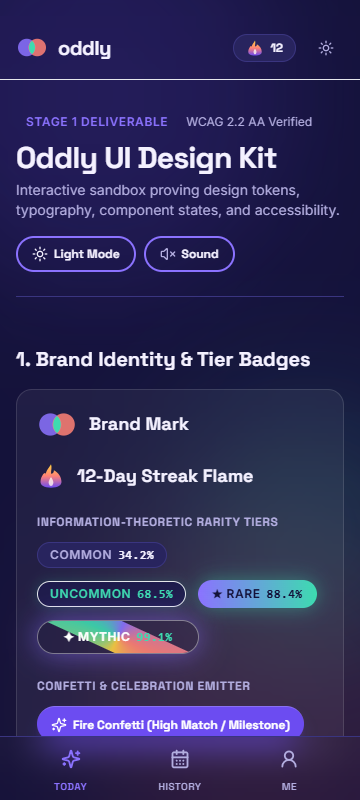 oddly
12
STAGE 1 DELIVERABLE WCAG 2.2 AA Verified
Oddly UI Design Kit
Interactive sandbox proving design tokens,
typography, component states, and accessibility.
Light Mode Sound
1. Brand Identity & Tier Badges
Brand Mark
12-Day Streak Flame
INFORMATION-THEORETIC RARITY TIERS
COMMON 34.2%
UNCOMMON 68.5% ★ RARE 88.4%
✦ MYTHIC 99.1%
CONFETTI & CELEBRATION EMITTER
Fire Confetti (High Match / Milestone)
TODAY HISTORY ME